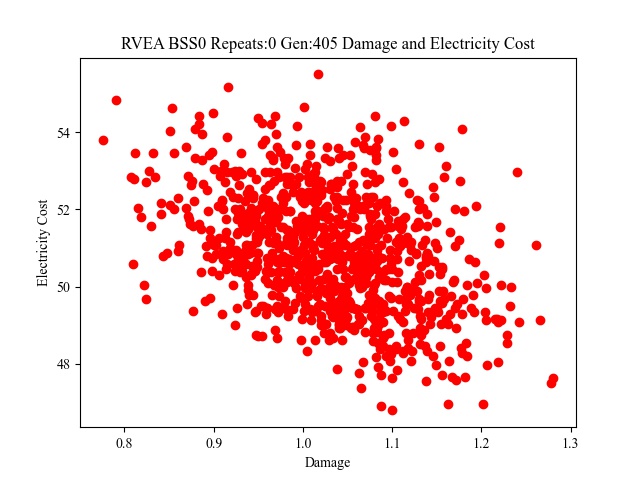 RVEA BSS0 Repeats:0 Gen:405 Damage and Electricity Cost
Electricity Cost
54
52
50
48
0.8 0.9 1.0 1.1 1.2 1.3
Damage